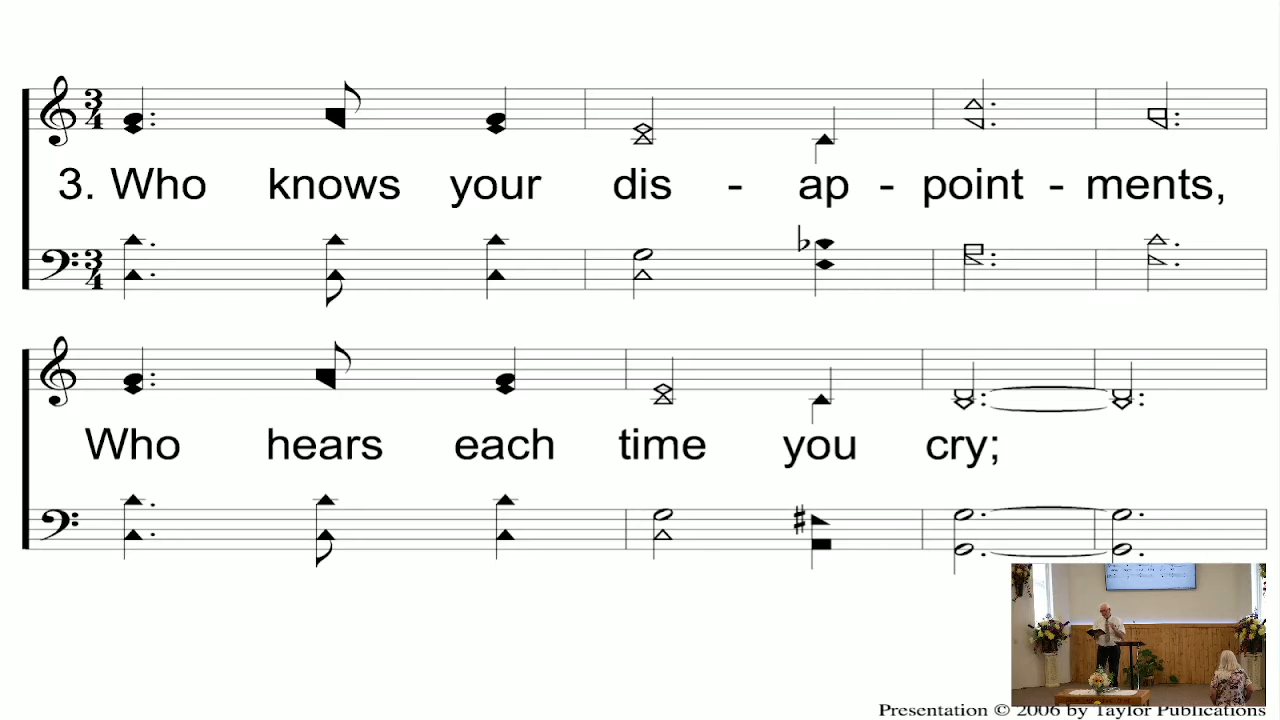 3. Who knows your dis - ap - point - ments,
Who hears each time you cry;
Presentation © 2006 by Taylor Publications